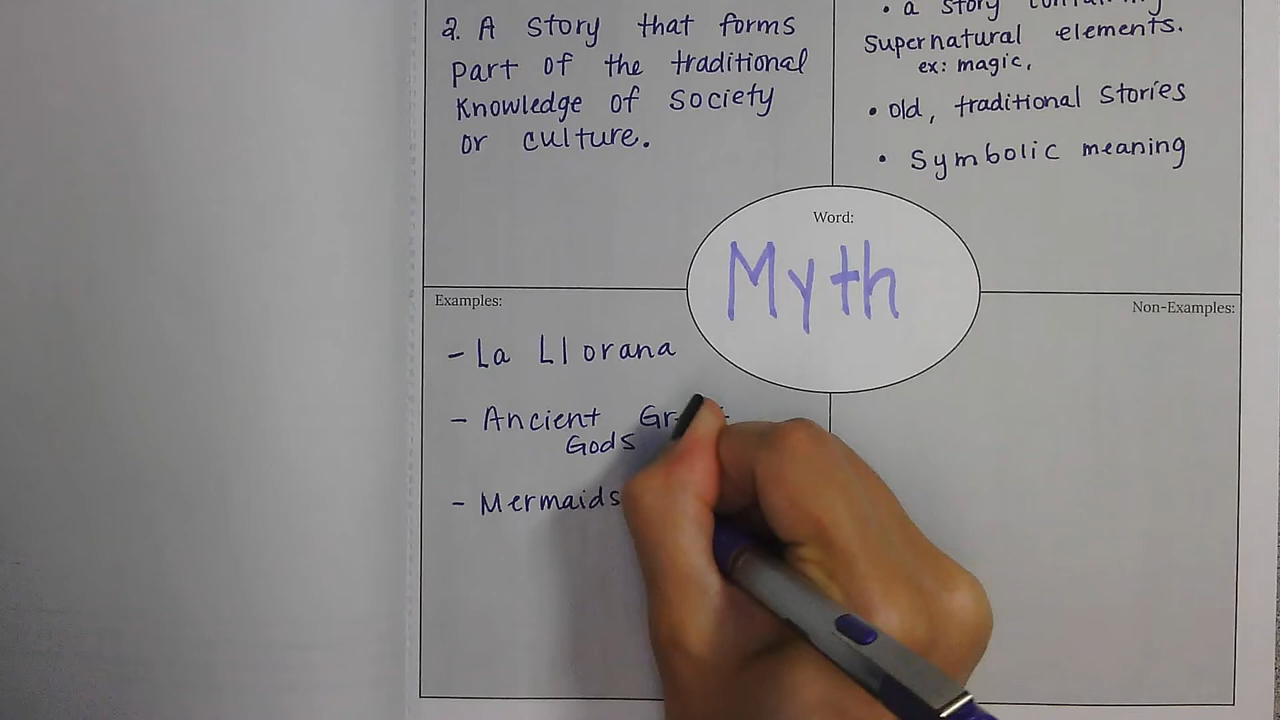 2. A story that forms
part of the traditional
Knowledge of Society
or culture.
• a story
Supernatural elements.
ex: magic,
• old, traditional Stories
• Symbolic meaning
Word:
Myth
Examples:
- La Llorana
- Ancient
Gods
- Mermaids
Non-Examples: